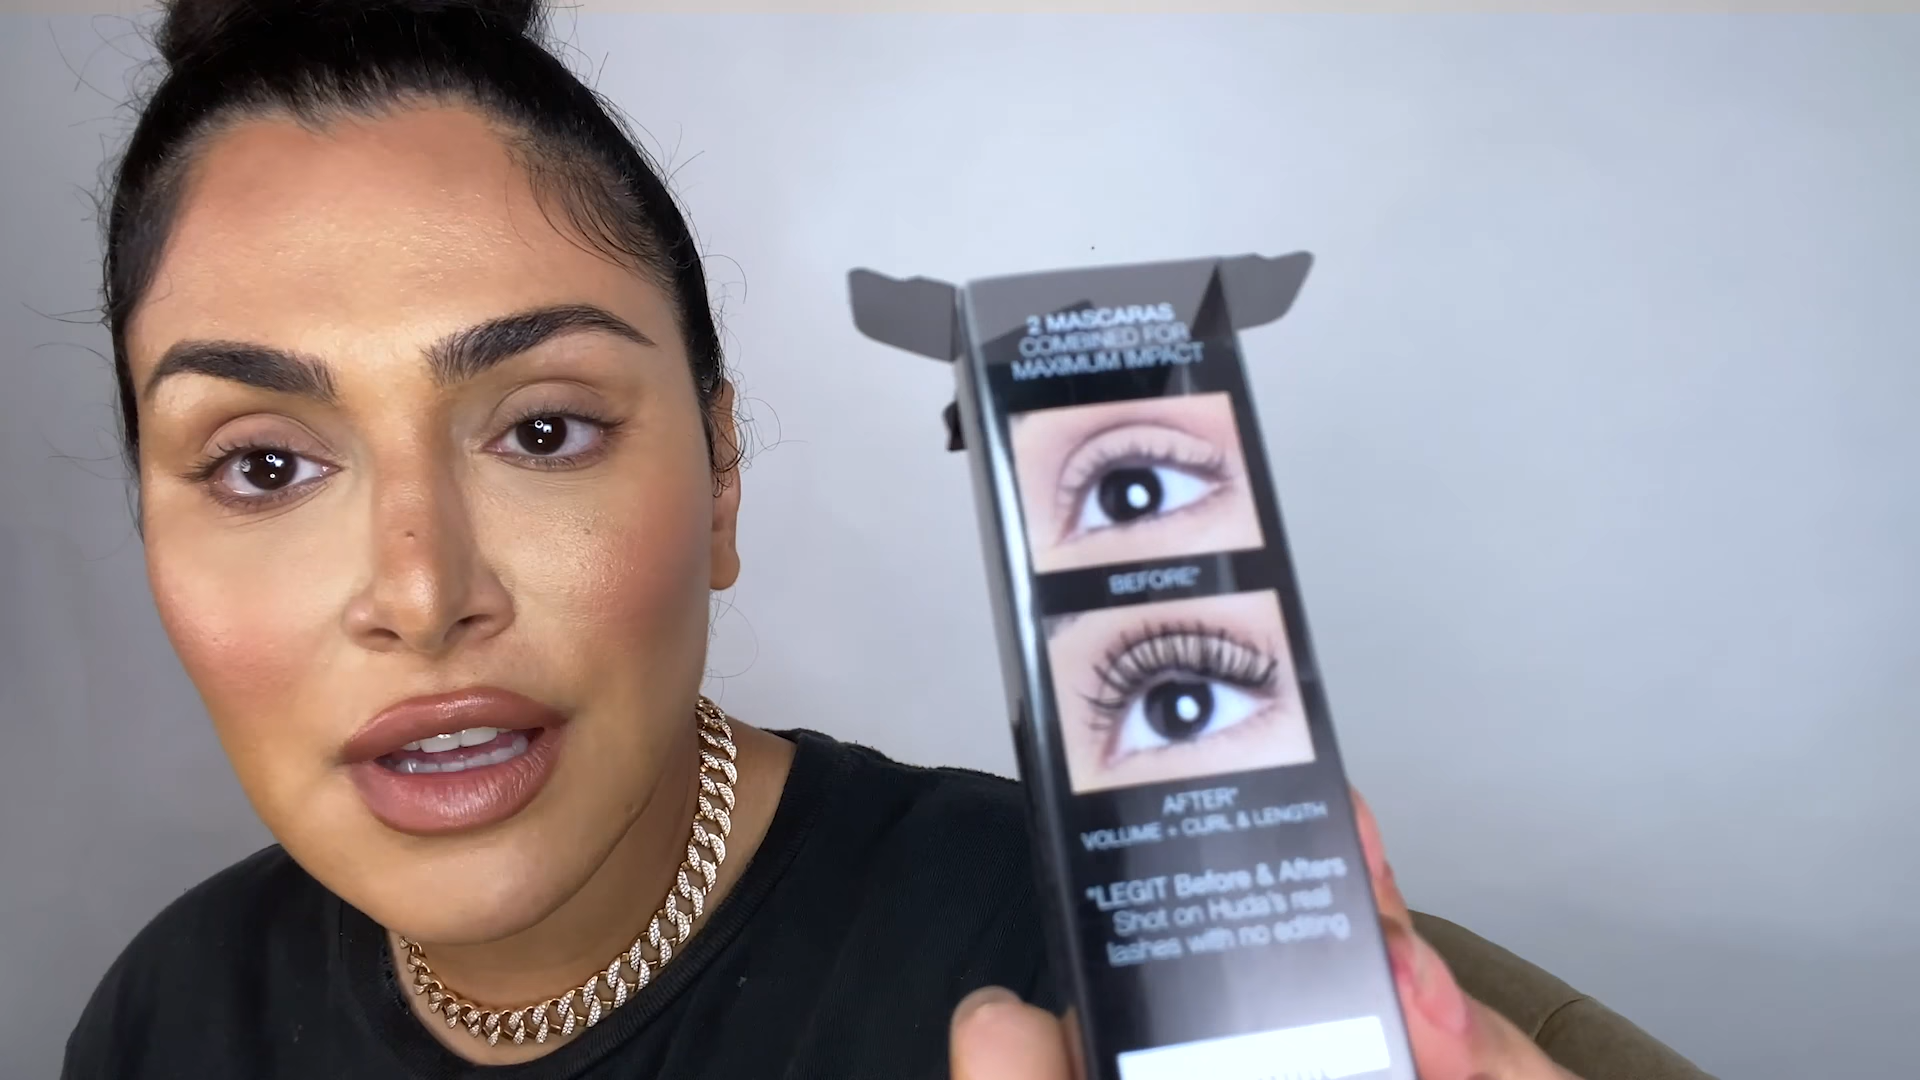 2 MASCARAS
COMBINED FOR
MAXIMUM IMPACT
BEFORE*
AFTER*
VOLUME + CURL & LENGTH
*LEGIT Before & Afters
Shot on Huda's real
lashes with no editing